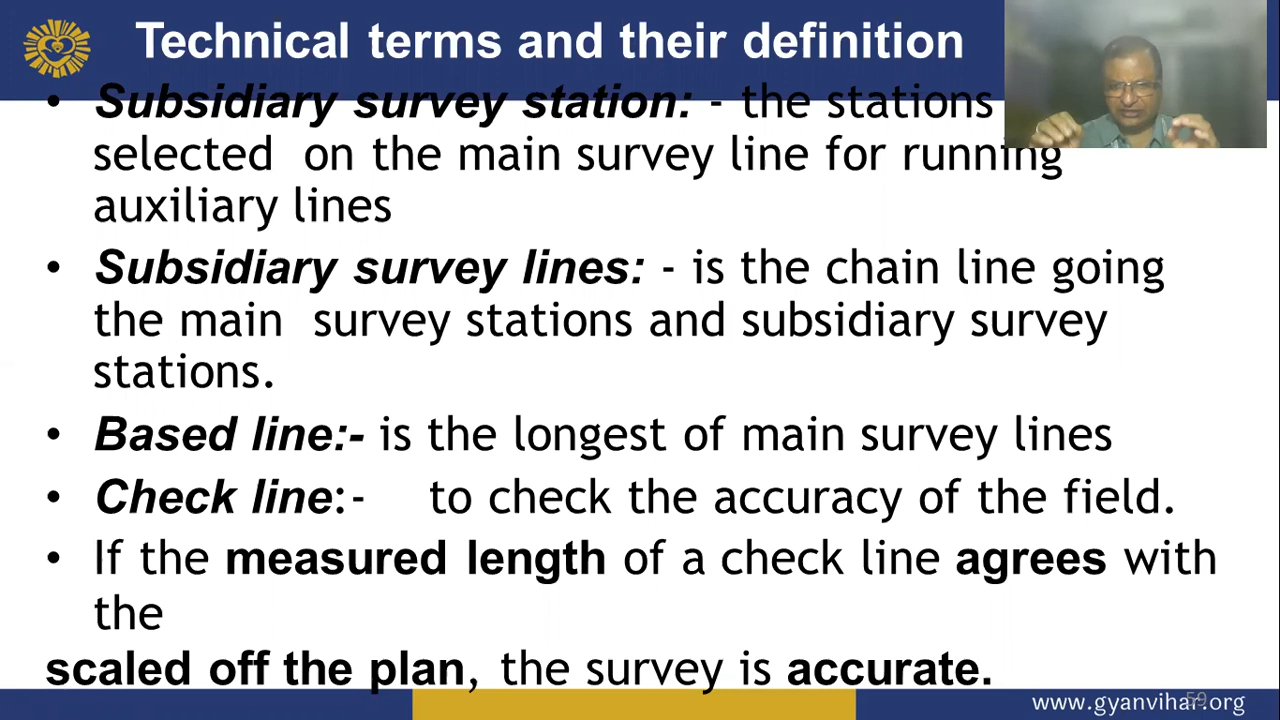 Technical terms and their definition
• Subsidiary survey station: - the stations
selected on the main survey line for running
auxiliary lines
• Subsidiary survey lines: - is the chain line going
the main survey stations and subsidiary survey
stations.
• Based line:- is the longest of main survey lines
• Check line:- to check the accuracy of the field.
• If the measured length of a check line agrees with
the
scaled off the plan, the survey is accurate.
www.gyanvihar.org
59